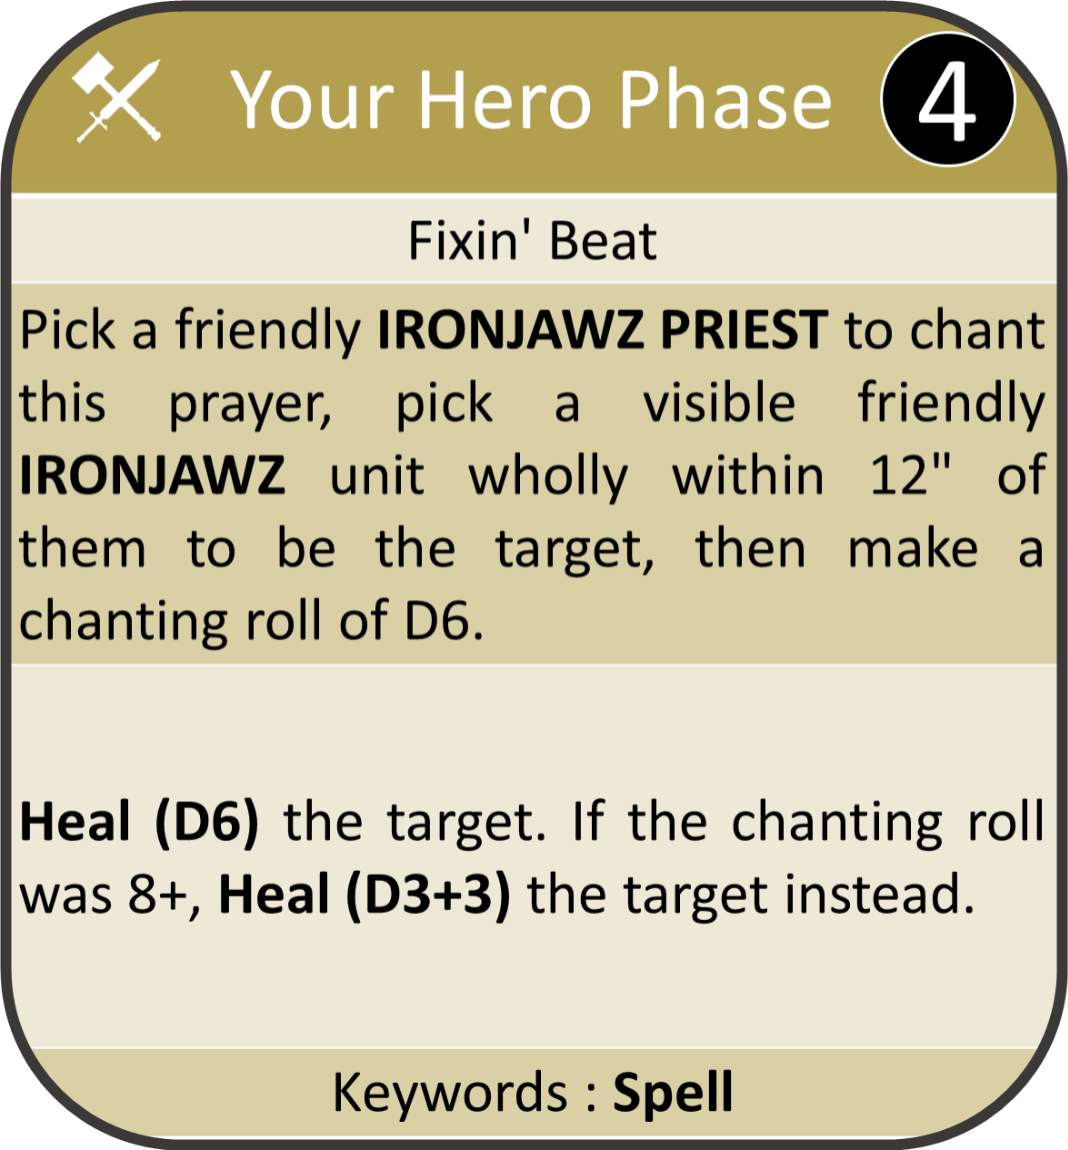 Your Hero Phase 4
Fixin' Beat
Pick a friendly IRONJAWZ PRIEST to chant
this prayer, pick a visible friendly
IRONJAWZ unit wholly within 12" of
them to be the target, then make a
chanting roll of D6.
Heal (D6) the target. If the chanting roll
was 8+, Heal (D3+3) the target instead.
Keywords : Spell